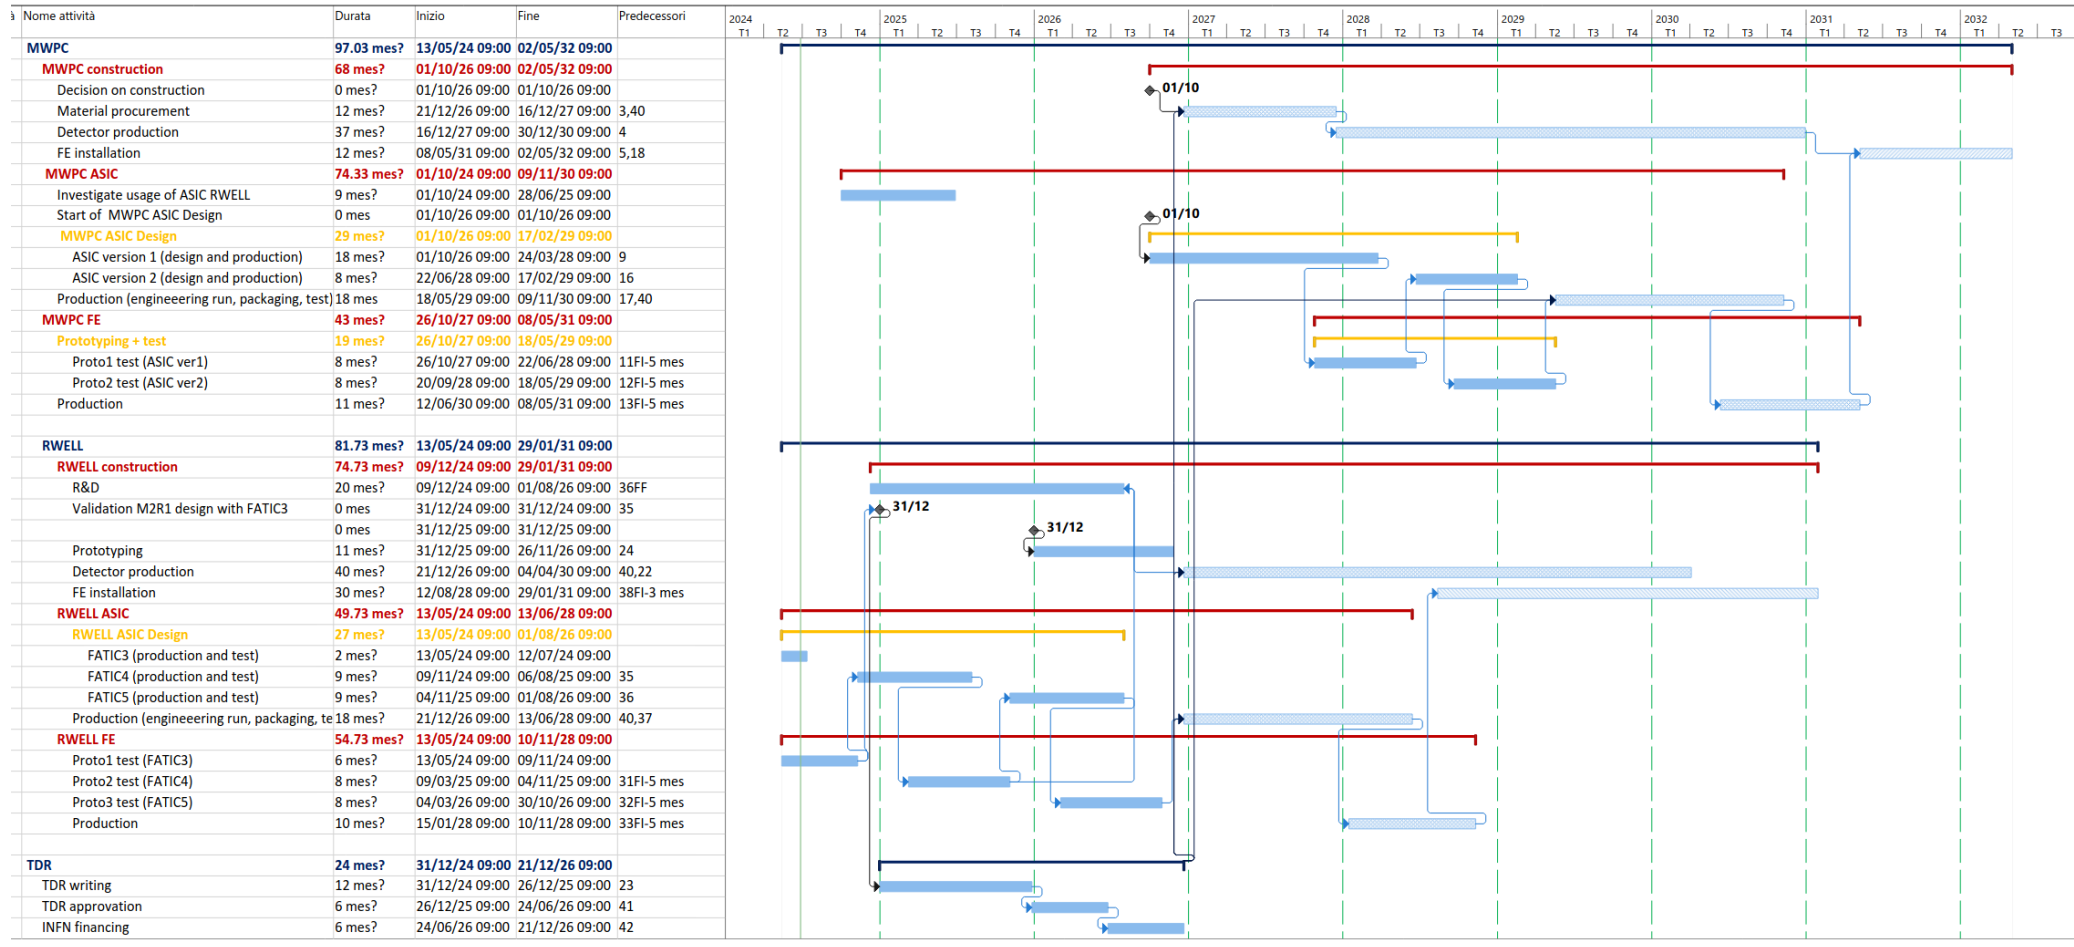 à Nome attività Durata Inizio Fine Predecessori 2024 2025 2026 2027 2028 2029 2030 2031 2032
T1 T2 T3 T4 T1 T2 T3 T4 T1 T2 T3 T4 T1 T2 T3 T4 T1 T2 T3 T4 T1 T2 T3 T4 T1 T2 T3 T4 T1 T2 T3 T4 T1 T2 T3
MWPC 97.03 mes? 13/05/24 09:00 02/05/32 09:00
MWPC construction 68 mes? 01/10/26 09:00 02/05/32 09:00
Decision on construction 0 mes? 01/10/26 09:00 01/10/26 09:00 01/10
Material procurement 12 mes? 21/12/26 09:00 16/12/27 09:00 3,40
Detector production 37 mes? 16/12/27 09:00 30/12/30 09:00 4
FE installation 12 mes? 08/05/31 09:00 02/05/32 09:00 5,18
MWPC ASIC 74.33 mes? 01/10/24 09:00 09/11/30 09:00
Investigate usage of ASIC RWELL 9 mes? 01/10/24 09:00 28/06/25 09:00
Start of MWPC ASIC Design 0 mes 01/10/26 09:00 01/10/26 09:00 01/10
MWPC ASIC Design 29 mes? 01/10/26 09:00 17/02/29 09:00
ASIC version 1 (design and production) 18 mes? 01/10/26 09:00 24/03/28 09:00 9
ASIC version 2 (design and production) 8 mes? 22/06/28 09:00 17/02/29 09:00 16
Production (engineeering run, packaging, test) 18 mes 18/05/29 09:00 09/11/30 09:00 17,40
MWPC FE 43 mes? 26/10/27 09:00 08/05/31 09:00
Prototyping + test 19 mes? 26/10/27 09:00 18/05/29 09:00
Proto1 test (ASIC ver1) 8 mes? 26/10/27 09:00 22/06/28 09:00 11FI-5 mes
Proto2 test (ASIC ver2) 8 mes? 20/09/28 09:00 18/05/29 09:00 12FI-5 mes
Production 11 mes? 12/06/30 09:00 08/05/31 09:00 13FI-5 mes
RWELL 81.73 mes? 13/05/24 09:00 29/01/31 09:00
RWELL construction 74.73 mes? 09/12/24 09:00 29/01/31 09:00
R&D 20 mes? 09/12/24 09:00 01/08/26 09:00 36FF
Validation M2R1 design with FATIC3 0 mes 31/12/24 09:00 31/12/24 09:00 35 31/12
0 mes 31/12/25 09:00 31/12/25 09:00 31/12
Prototyping 11 mes? 31/12/25 09:00 26/11/26 09:00 24
Detector production 40 mes? 21/12/26 09:00 04/04/30 09:00 40,22
FE installation 30 mes? 12/08/28 09:00 29/01/31 09:00 38FI-3 mes
RWELL ASIC 49.73 mes? 13/05/24 09:00 13/06/28 09:00
RWELL ASIC Design 27 mes? 13/05/24 09:00 01/08/26 09:00
FATIC3 (production and test) 2 mes? 13/05/24 09:00 12/07/24 09:00
FATIC4 (production and test) 9 mes? 09/11/24 09:00 06/08/25 09:00 35
FATIC5 (production and test) 9 mes? 04/11/25 09:00 01/08/26 09:00 36
Production (engineeering run, packaging, te 18 mes? 21/12/26 09:00 13/06/28 09:00 40,37
RWELL FE 54.73 mes? 13/05/24 09:00 10/11/28 09:00
Proto1 test (FATIC3) 6 mes? 13/05/24 09:00 09/11/24 09:00
Proto2 test (FATIC4) 8 mes? 09/03/25 09:00 04/11/25 09:00 31FI-5 mes
Proto3 test (FATIC5) 8 mes? 04/03/26 09:00 30/10/26 09:00 32FI-5 mes
Production 10 mes? 15/01/28 09:00 10/11/28 09:00 33FI-5 mes
TDR 24 mes? 31/12/24 09:00 21/12/26 09:00
TDR writing 12 mes? 31/12/24 09:00 26/12/25 09:00 23
TDR approvation 6 mes? 26/12/25 09:00 24/06/26 09:00 41
INFN financing 6 mes? 24/06/26 09:00 21/12/26 09:00 42